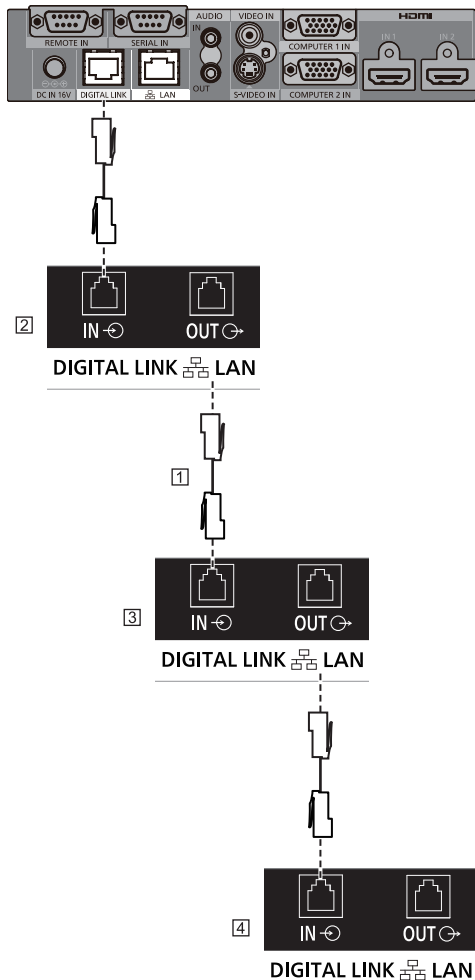 AUDIO VIDEO IN HDMI
REMOTE IN SERIAL IN IN COMPUTER 1 IN IN 1 IN 2
DC IN 16V DIGITAL LINK LAN OUT S-VIDEO IN COMPUTER 2 IN
2
IN OUT
DIGITAL LINK LAN
1
3
IN OUT
DIGITAL LINK LAN
4
IN OUT
DIGITAL LINK LAN